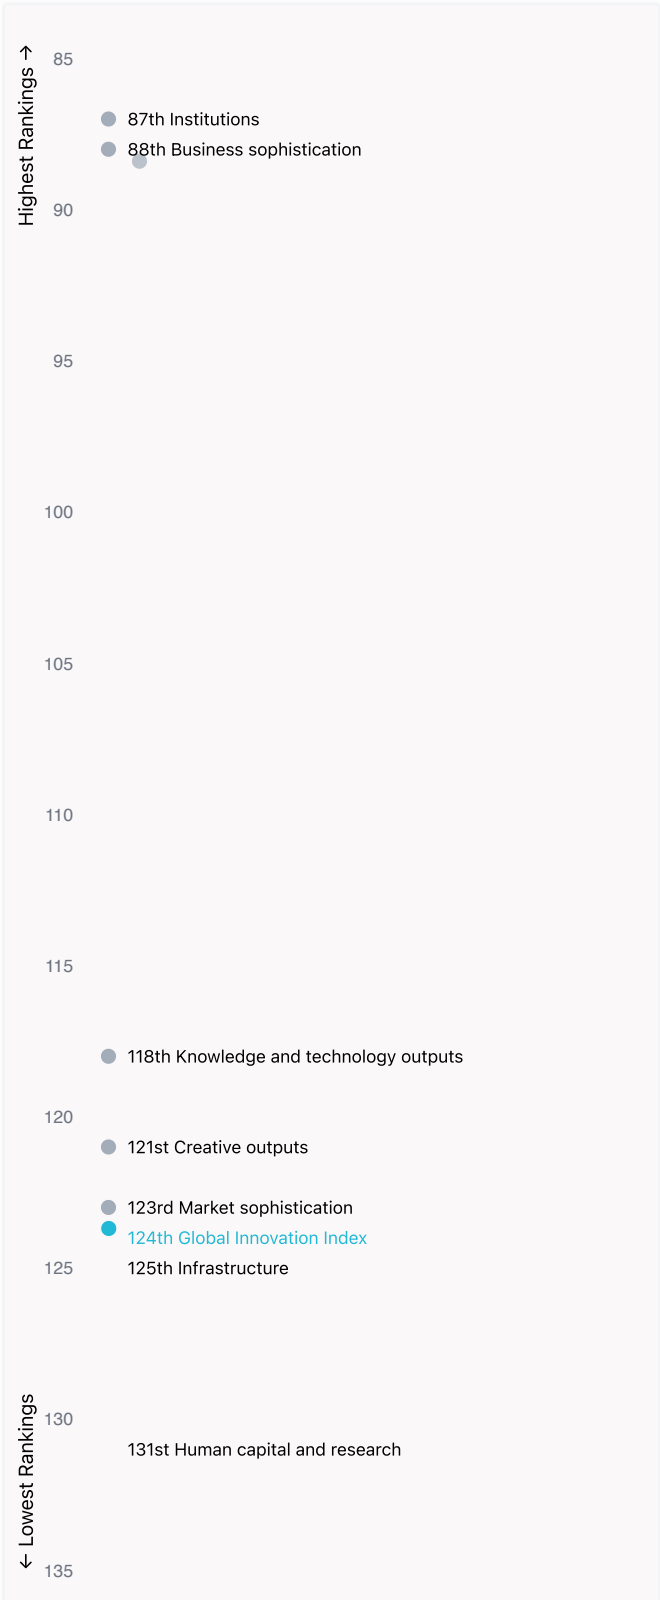 Highest Rankings →
85
87th Institutions
88th Business sophistication
90
95
100
105
110
115
118th Knowledge and technology outputs
120
121st Creative outputs
123rd Market sophistication
124th Global Innovation Index
125
125th Infrastructure
← Lowest Rankings
130
131st Human capital and research
135